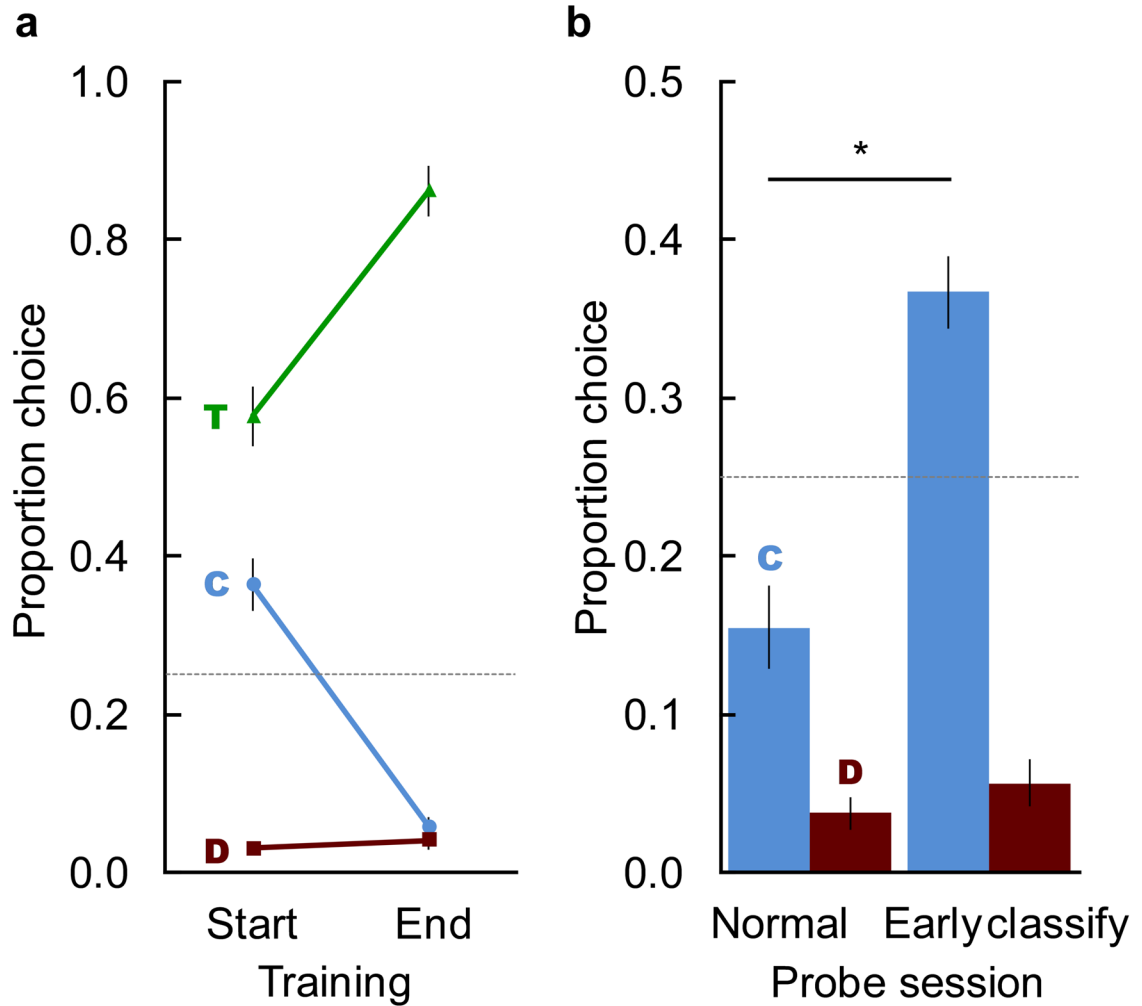 a
1.0
0.8
0.6
0.4
0.2
0.0
Proportion choice
T
C
D
Start End
Training
b
0.5
0.4
0.3
0.2
0.1
0.0
Proportion choice
*
C
D
Normal Early classify
Probe session